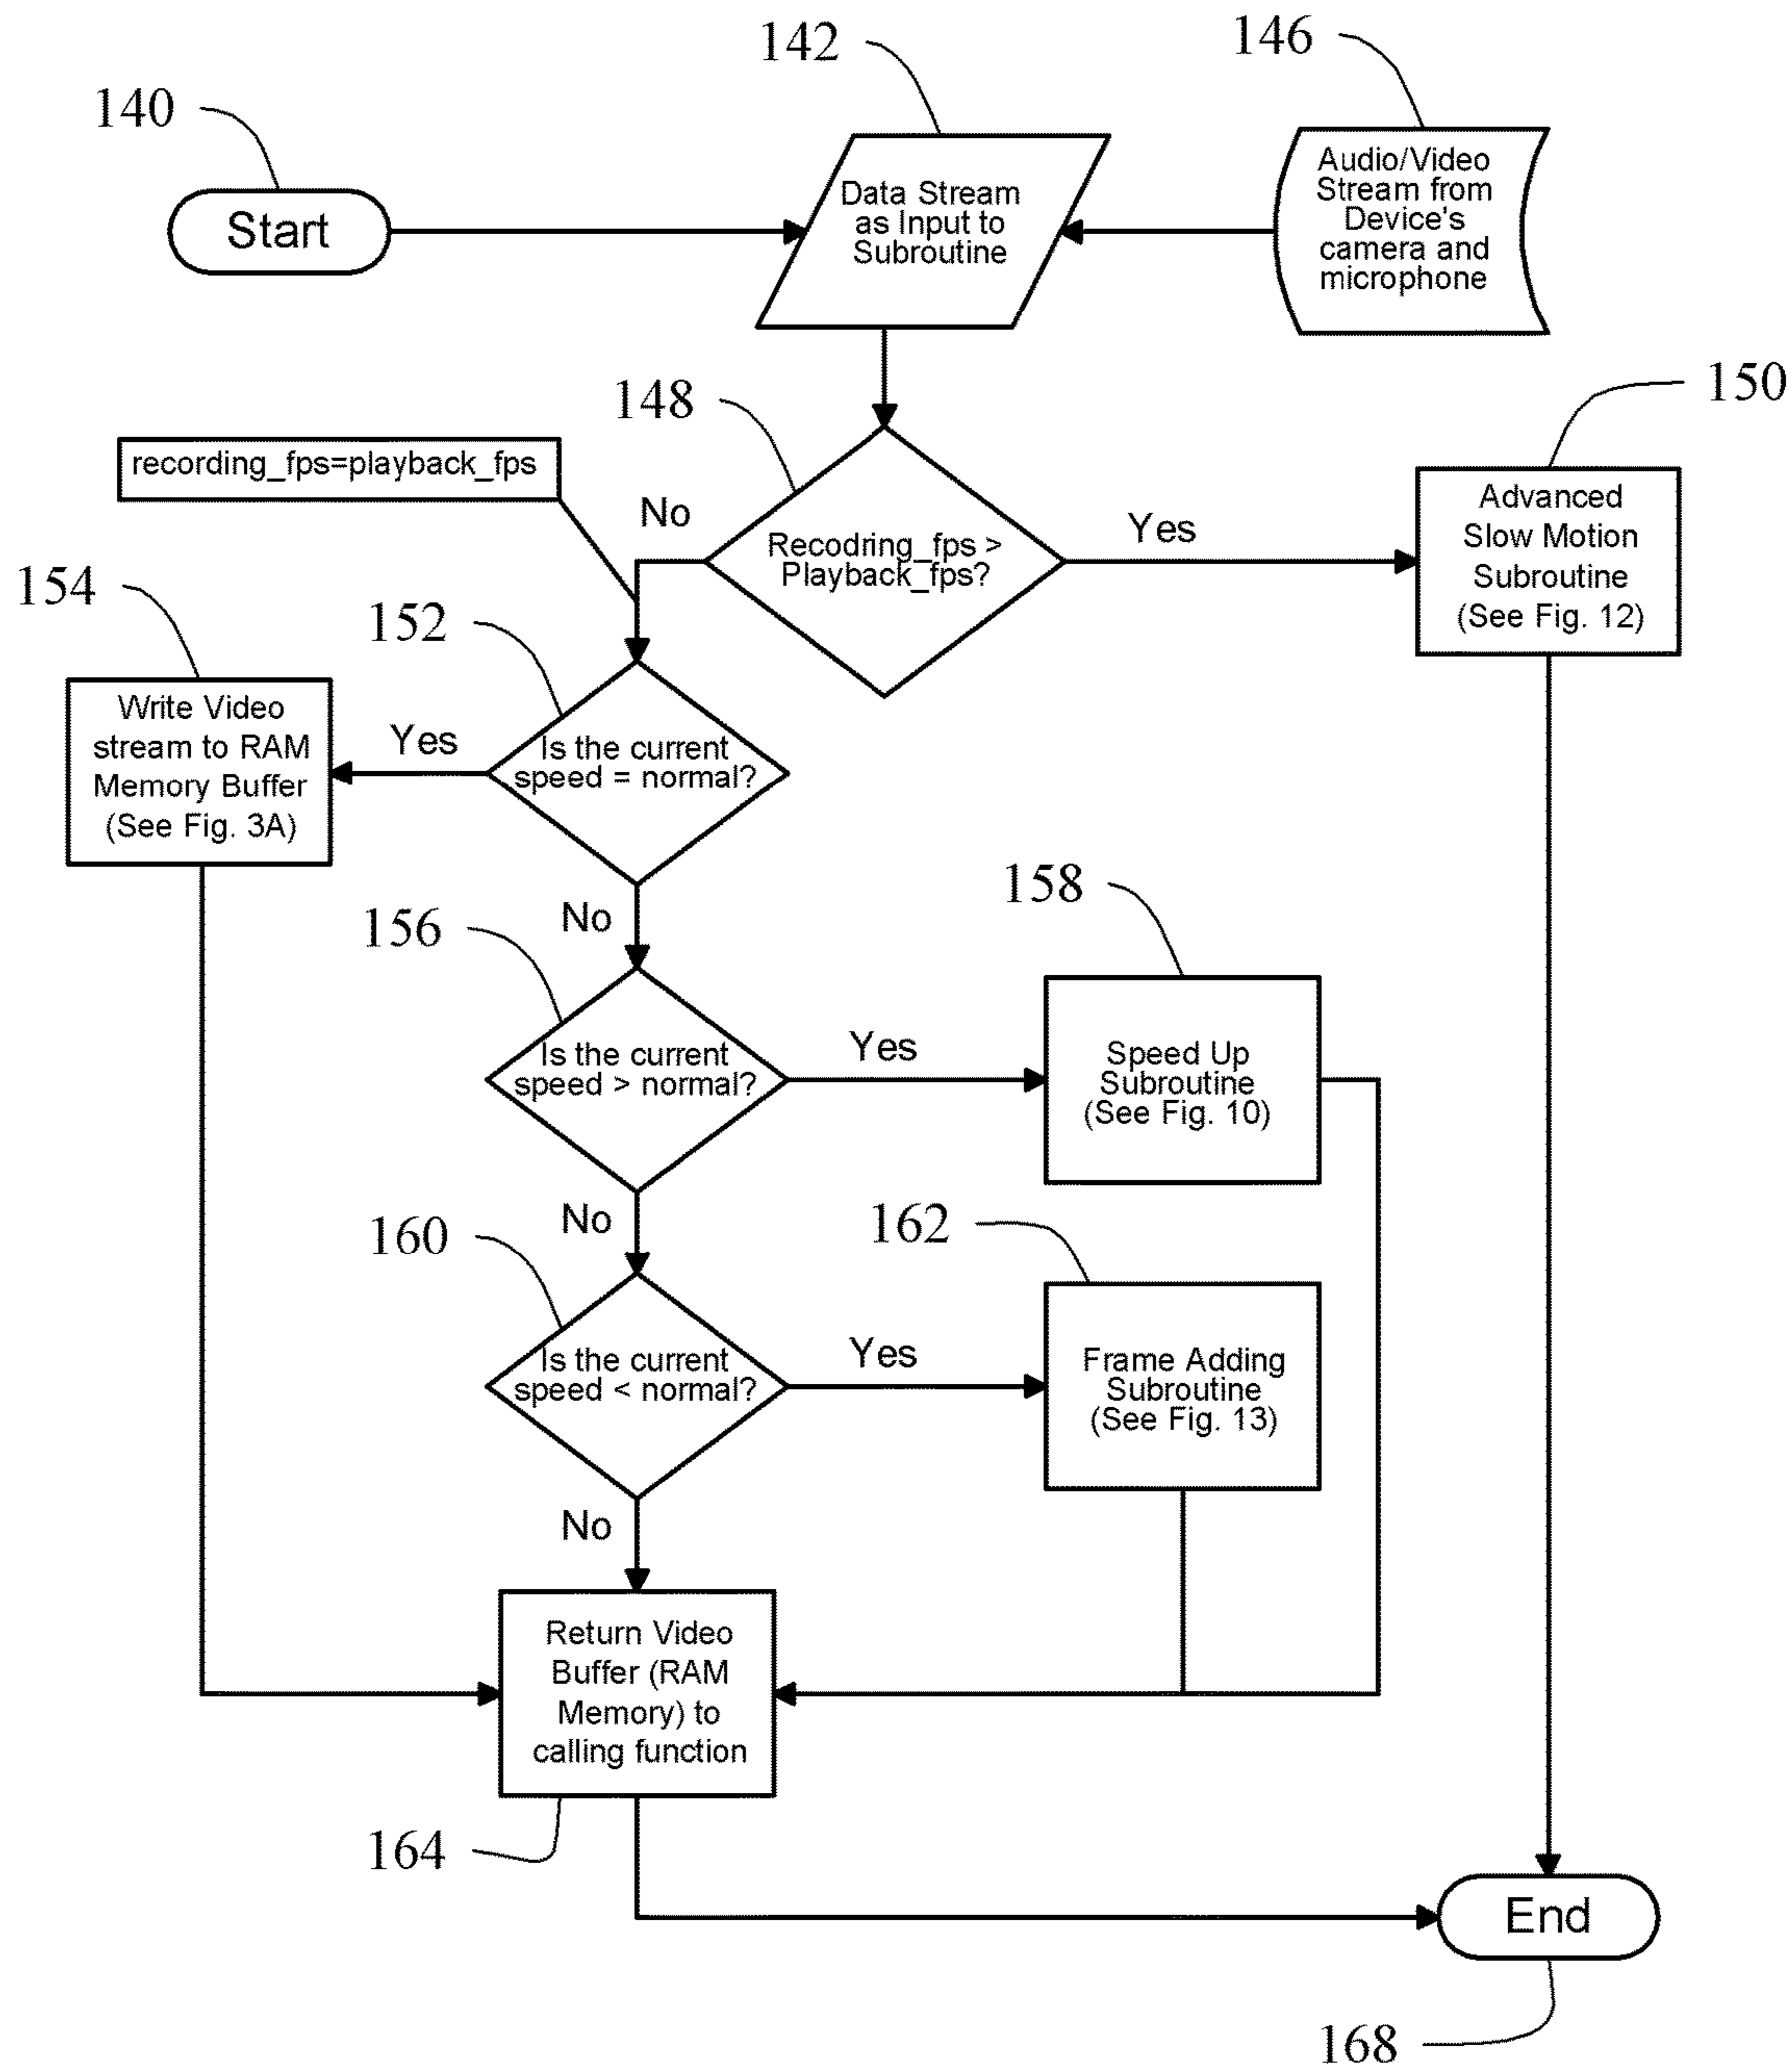 142
146
140
Start
Data Stream
as Input to
Subroutine
Audio/Video
Stream from
Device's
camera and
microphone
148
150
recording_fps=playback_fps
No
Recodring_fps >
Playback_fps?
Yes
Advanced
Slow Motion
Subroutine
(See Fig. 12)
154
152
Write Video
stream to RAM
Memory Buffer
(See Fig. 3A)
Yes
Is the current
speed = normal?
No
156
158
Is the current
speed > normal?
Yes
Speed Up
Subroutine
(See Fig. 10)
No
160
162
Is the current
speed < normal?
Yes
Frame Adding
Subroutine
(See Fig. 13)
No
Return Video
Buffer (RAM
Memory) to
calling function
164
End
168